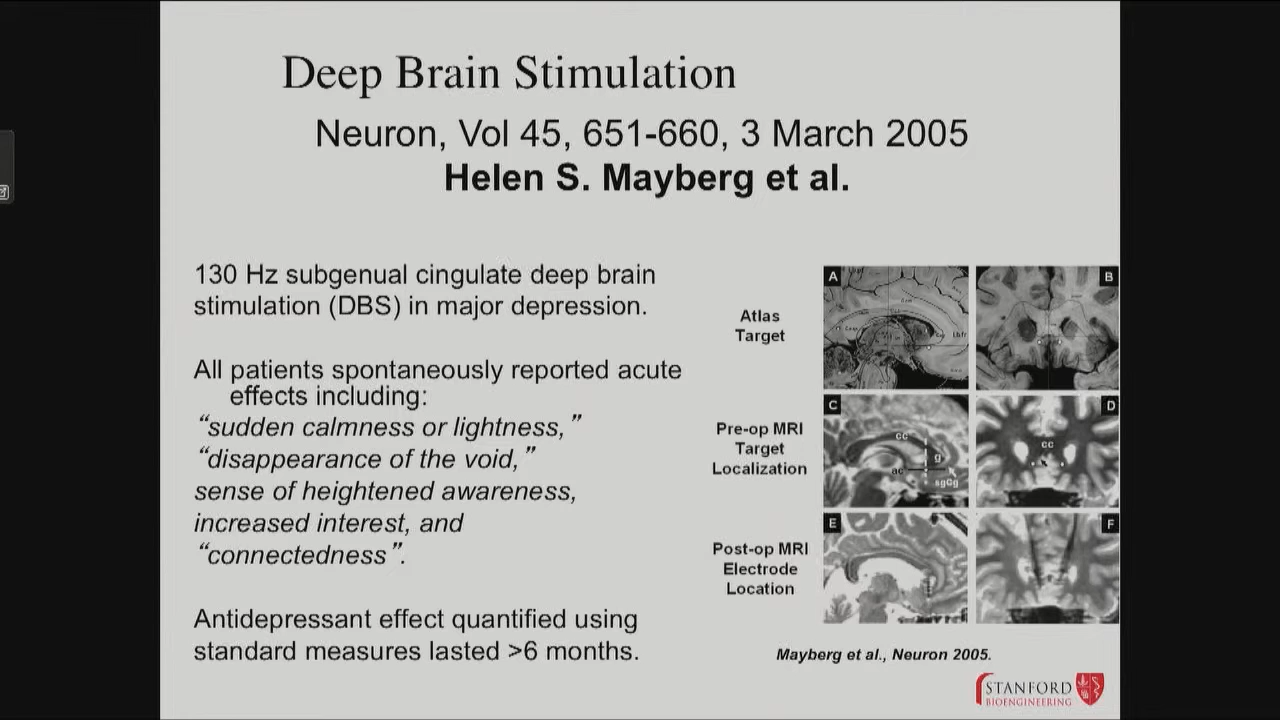 Deep Brain Stimulation
Neuron, Vol 45, 651-660, 3 March 2005
Helen S. Mayberg et al.
130 Hz subgenual cingulate deep brain
stimulation (DBS) in major depression.
All patients spontaneously reported acute
effects including:
“sudden calmness or lightness,”
“disappearance of the void,”
sense of heightened awareness,
increased interest, and
“connectedness”.
Antidepressant effect quantified using
standard measures lasted >6 months.
Atlas
Target
A
B
Pre-op MRI
Target
Localization
C
cc
g
ac
sgCg
D
cc
Post-op MRI
Electrode
Location
E
F
Mayberg et al., Neuron 2005.
STANFORD
BIOENGINEERING